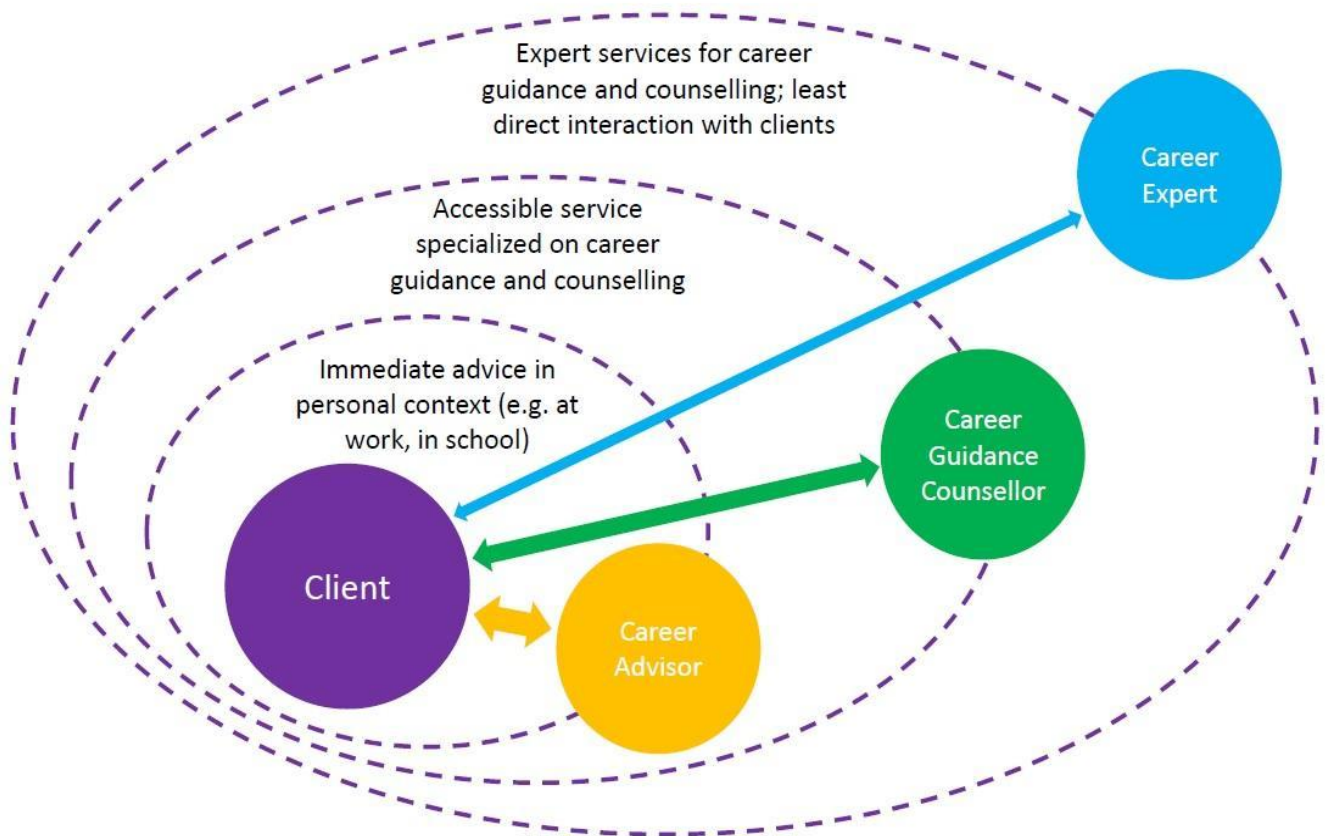 Expert services for career
guidance and counselling; least
direct interaction with clients
Career
Expert
Accessible service
specialized on career
guidance and counselling
Immediate advice in
personal context (e.g. at
work, in school)
Career
Guidance
Counsellor
Client
Career
Advisor